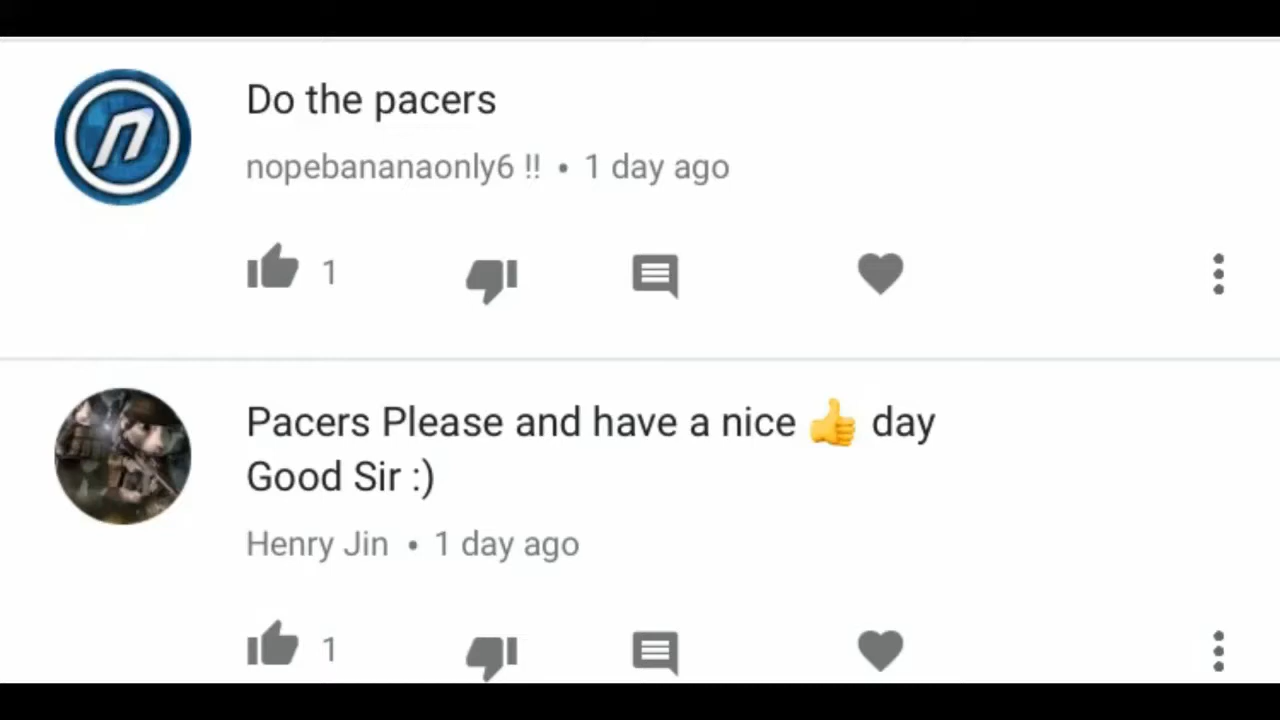 Do the pacers
nopebananaonly6 !! • 1 day ago
1
Pacers Please and have a nice 👍 day
Good Sir :)
Henry Jin • 1 day ago
1